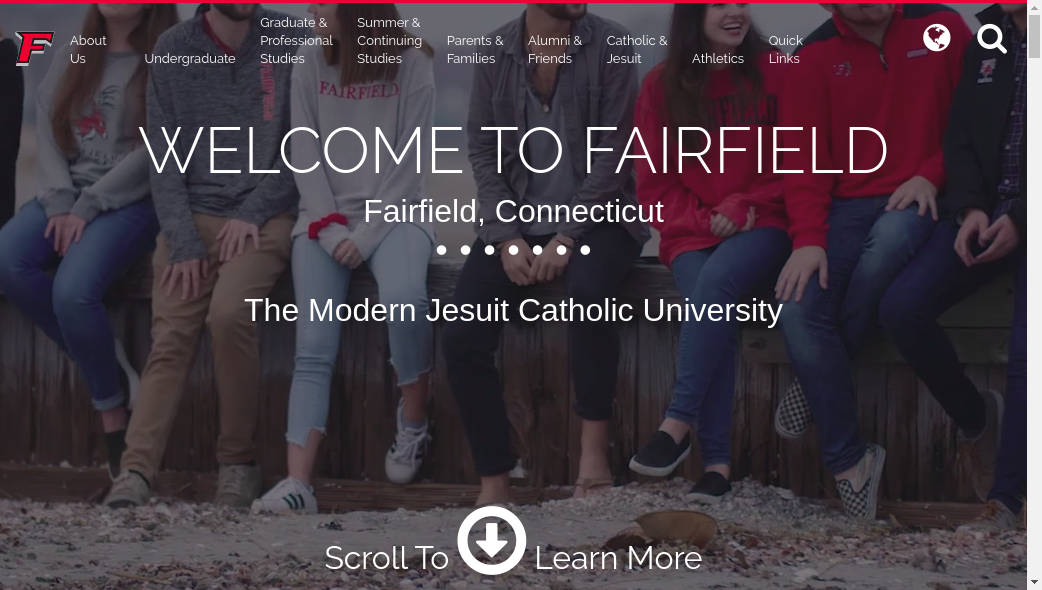 About
Us
Undergraduate
Graduate &
Professional
Studies
Summer &
Continuing
Studies
Parents &
Families
Alumni &
Friends
Catholic &
Jesuit
Athletics
Quick
Links
F
FAIRFIELD
WELCOME TO FAIRFIELD
Fairfield, Connecticut
The Modern Jesuit Catholic University
Scroll To Learn More